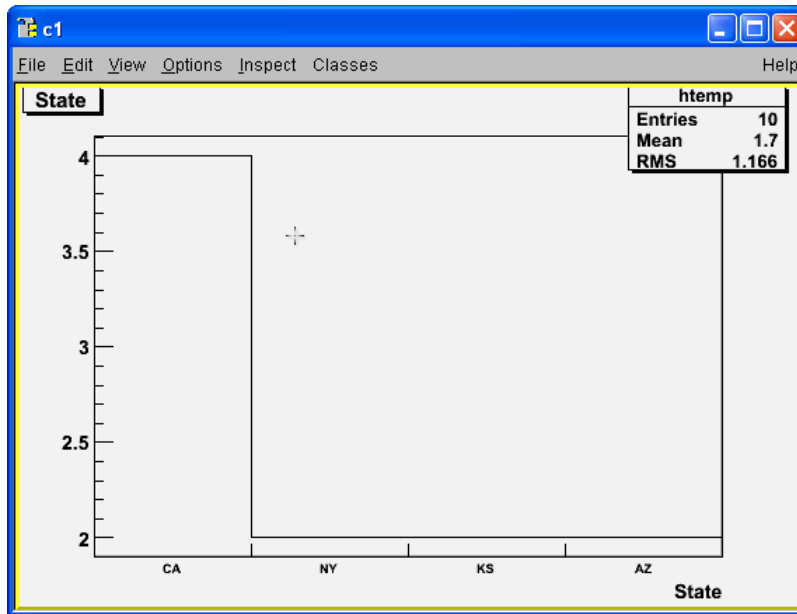 c1
File Edit View Options Inspect Classes Help
State
htemp
Entries 10
Mean 1.7
RMS 1.166
4
3.5
3
2.5
2
CA NY KS AZ
State